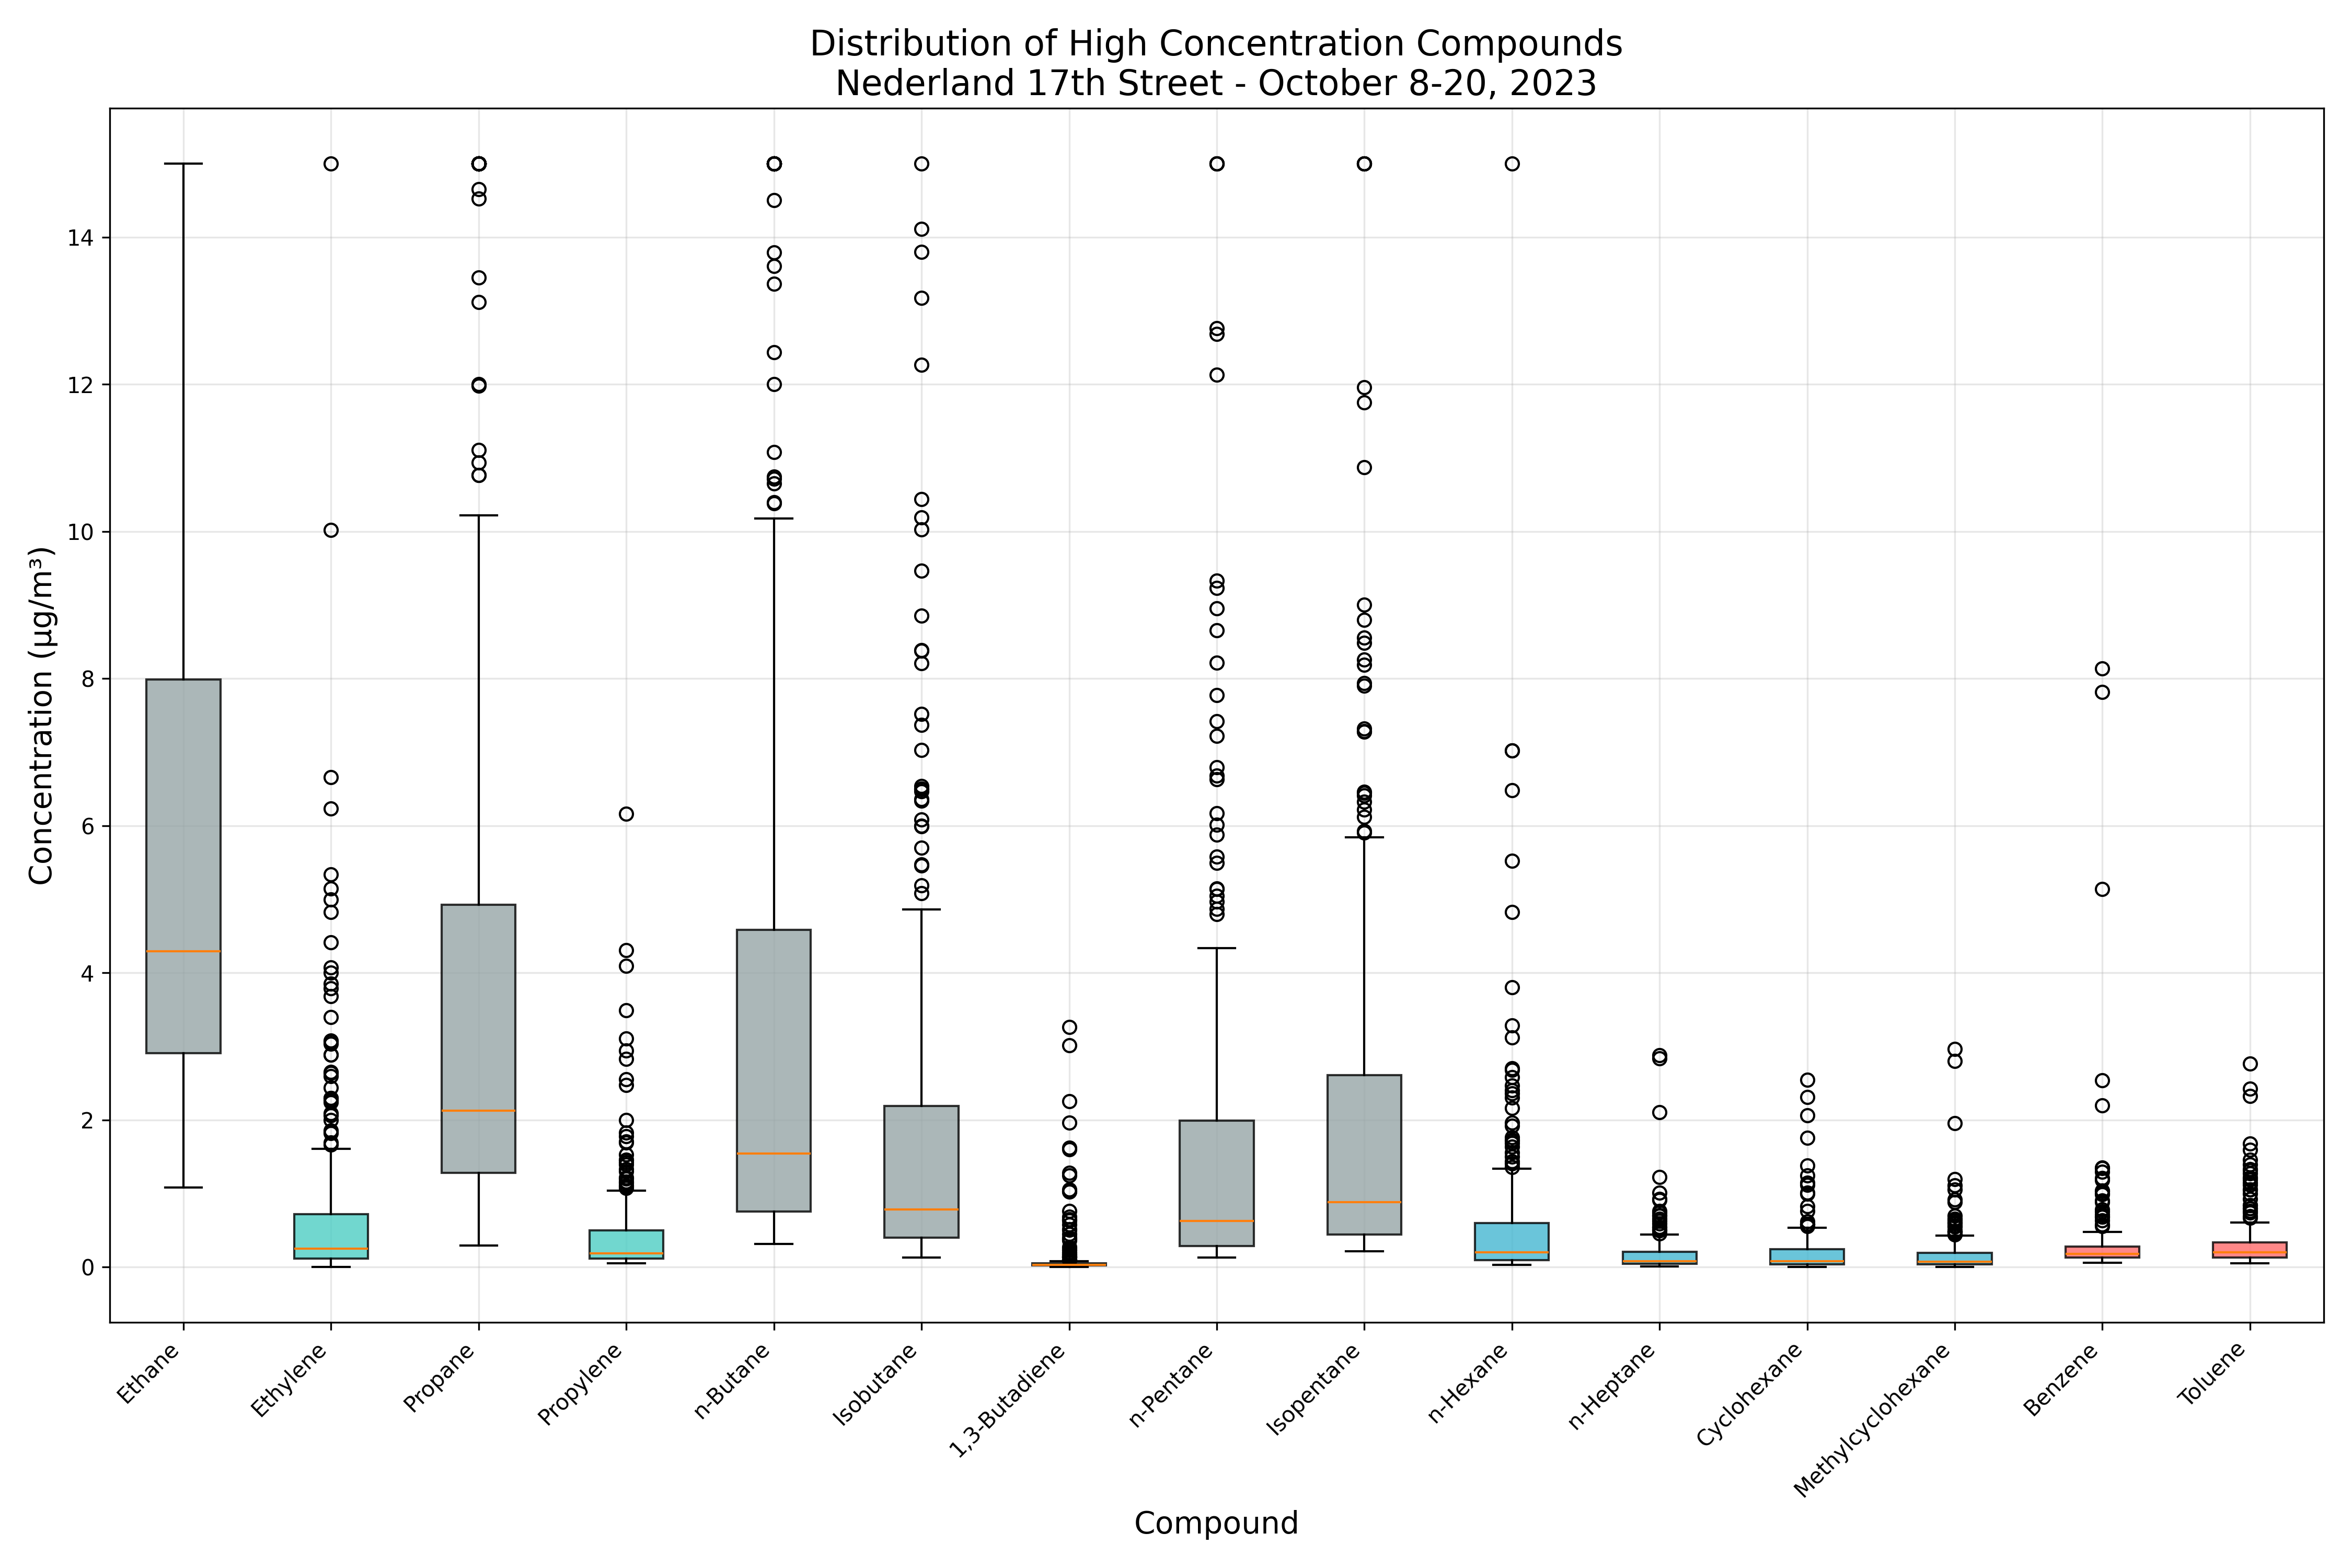 Distribution of High Concentration Compounds
Nederland 17th Street - October 8-20, 2023
Concentration (µg/m³)
14
12
10
8
6
4
2
0
Ethane
Ethylene
Propane
Propylene
n-Butane
Isobutane
1,3-Butadiene
n-Pentane
Isopentane
n-Hexane
n-Heptane
Cyclohexane
Methylcyclohexane
Benzene
Toluene
Compound